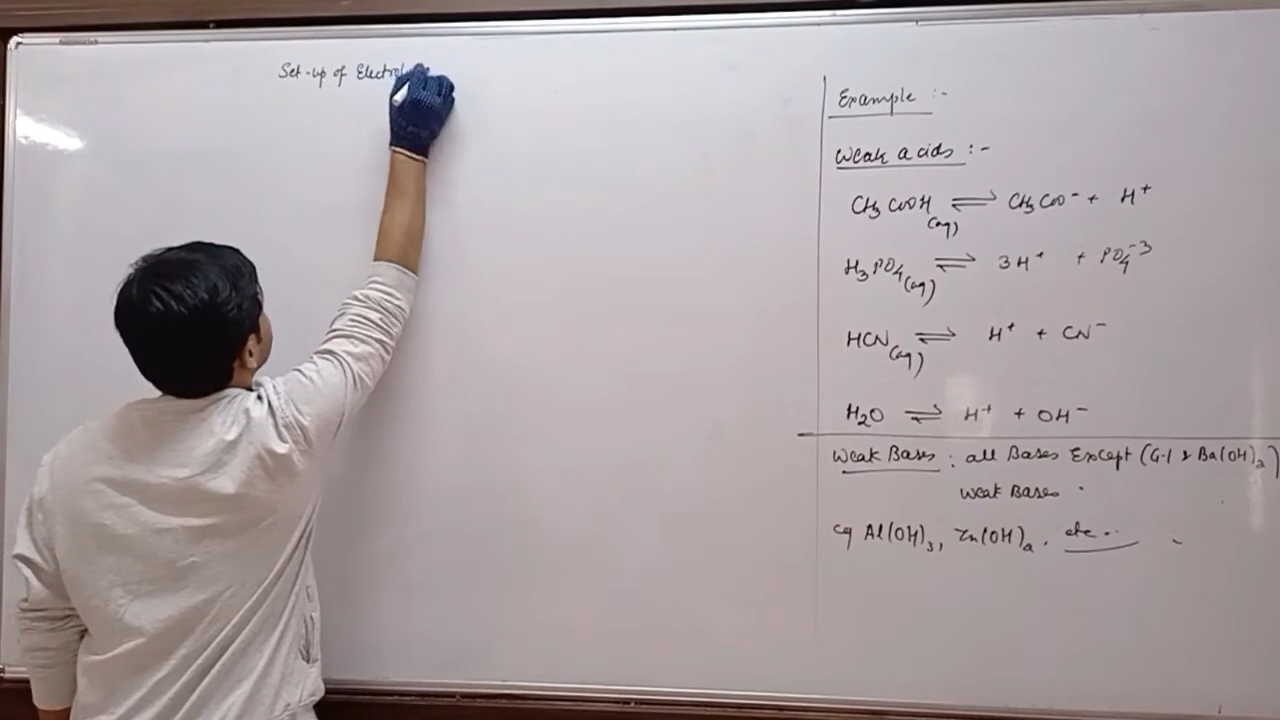 Set-up of Electrol
Example :-
Weak acids :-
CH₃COOH(aq) ⇌ CH₃COO⁻ + H⁺
H₃PO₄(aq) ⇌ 3H⁺ + PO₄⁻³
HCN(aq) ⇌ H⁺ + CN⁻
H₂O ⇌ H⁺ + OH⁻
Weak Bases : all Bases Except (G-1 & Ba(OH)₂)
Weak Bases .
eg Al(OH)₃, Zn(OH)₂. etc..